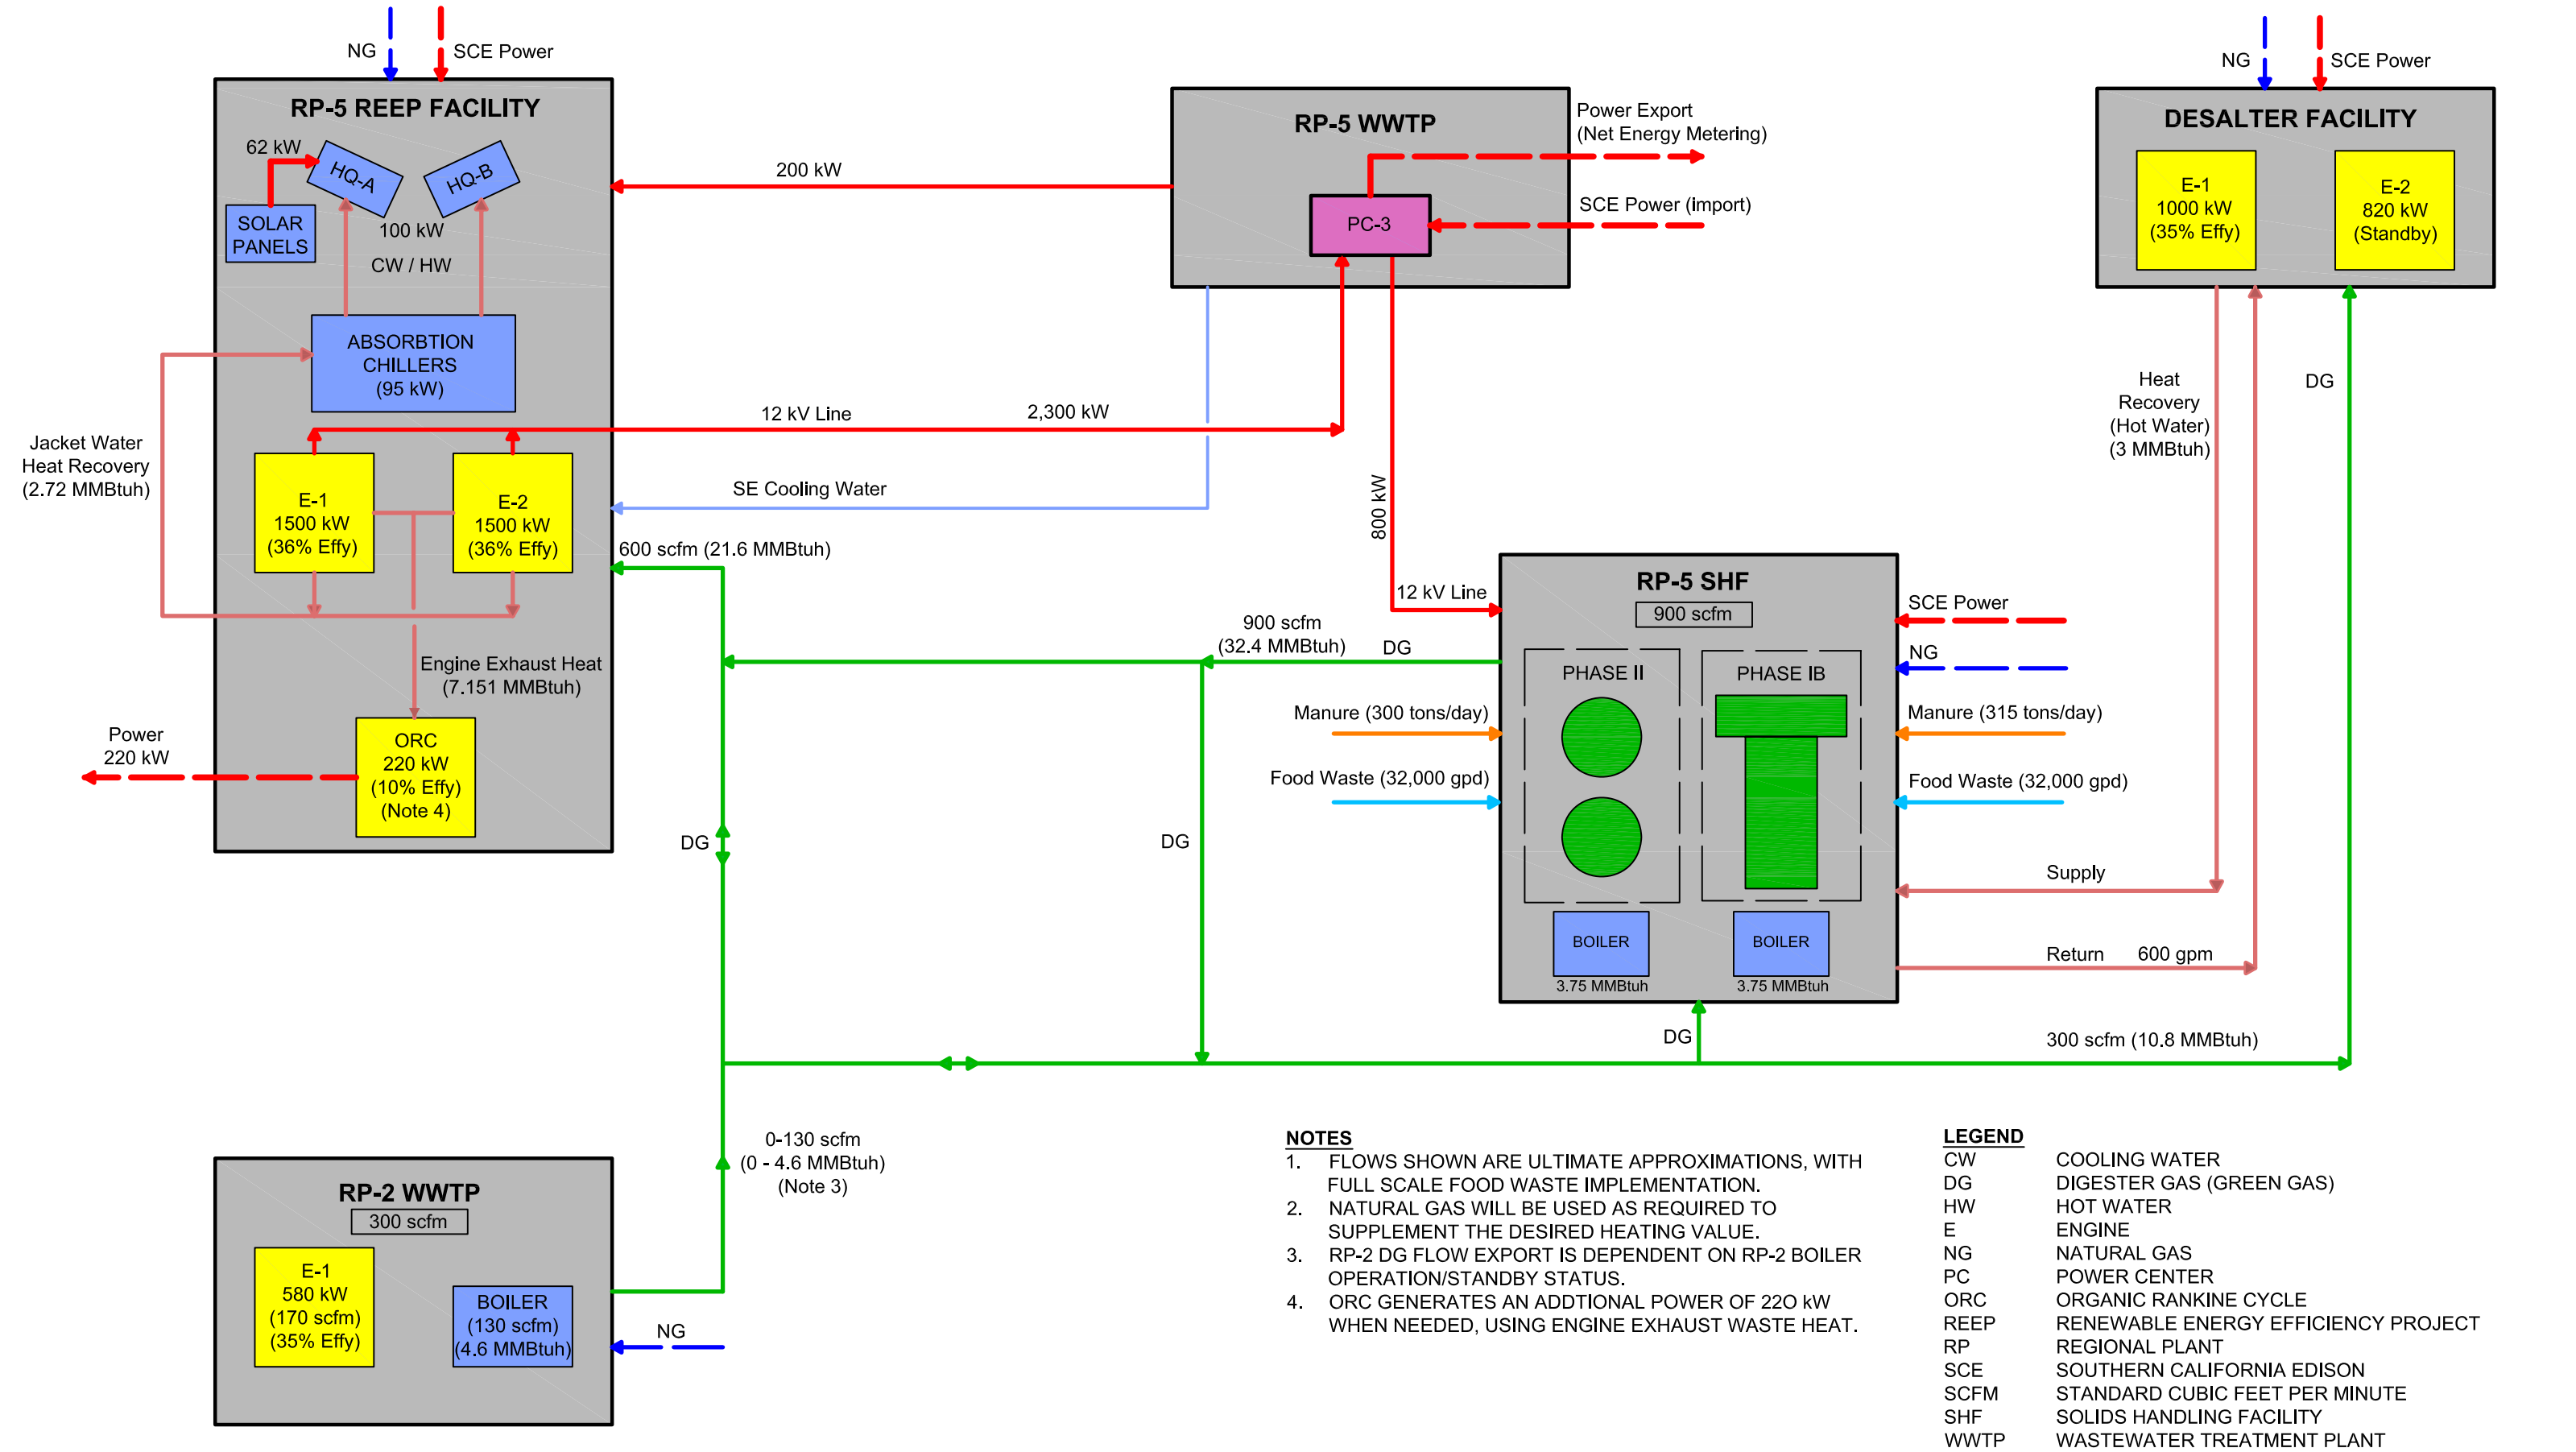 NG
SCE Power
RP-5 REEP FACILITY
62 kW
HQ-A
HQ-B
SOLAR
PANELS
100 kW
CW / HW
ABSORBTION
CHILLERS
(95 kW)
Jacket Water
Heat Recovery
(2.72 MMBtuh)
E-1
1500 kW
(36% Effy)
E-2
1500 kW
(36% Effy)
Engine Exhaust Heat
(7.151 MMBtuh)
ORC
220 kW
(10% Effy)
(Note 4)
Power
220 kW
200 kW
12 kV Line
2,300 kW
SE Cooling Water
600 scfm (21.6 MMBtuh)
RP-5 WWTP
PC-3
Power Export
(Net Energy Metering)
SCE Power (Import)
800 kW
12 kV Line
NG
SCE Power
DESALTER FACILITY
E-1
1000 kW
(35% Effy)
E-2
820 kW
(Standby)
Heat
Recovery
(Hot Water)
(3 MMBtuh)
DG
RP-5 SHF
900 scfm
PHASE II
PHASE IB
BOILER
3.75 MMBtuh
BOILER
3.75 MMBtuh
900 scfm
(32.4 MMBtuh)
DG
Manure (300 tons/day)
Food Waste (32,000 gpd)
SCE Power
NG
Manure (315 tons/day)
Food Waste (32,000 gpd)
Supply
Return
600 gpm
DG
DG
DG
300 scfm (10.8 MMBtuh)
0-130 scfm
(0 - 4.6 MMBtuh)
(Note 3)
RP-2 WWTP
300 scfm
E-1
580 kW
(170 scfm)
(35% Effy)
BOILER
(130 scfm)
(4.6 MMBtuh)
NG
NOTES
1. FLOWS SHOWN ARE ULTIMATE APPROXIMATIONS, WITH
FULL SCALE FOOD WASTE IMPLEMENTATION.
2. NATURAL GAS WILL BE USED AS REQUIRED TO
SUPPLEMENT THE DESIRED HEATING VALUE.
3. RP-2 DG FLOW EXPORT IS DEPENDENT ON RP-2 BOILER
OPERATION/STANDBY STATUS.
4. ORC GENERATES AN ADDTIONAL POWER OF 22O kW
WHEN NEEDED, USING ENGINE EXHAUST WASTE HEAT.
LEGEND
CW COOLING WATER
DG DIGESTER GAS (GREEN GAS)
HW HOT WATER
E ENGINE
NG NATURAL GAS
PC POWER CENTER
ORC ORGANIC RANKINE CYCLE
REEP RENEWABLE ENERGY EFFICIENCY PROJECT
RP REGIONAL PLANT
SCE SOUTHERN CALIFORNIA EDISON
SCFM STANDARD CUBIC FEET PER MINUTE
SHF SOLIDS HANDLING FACILITY
WWTP WASTEWATER TREATMENT PLANT